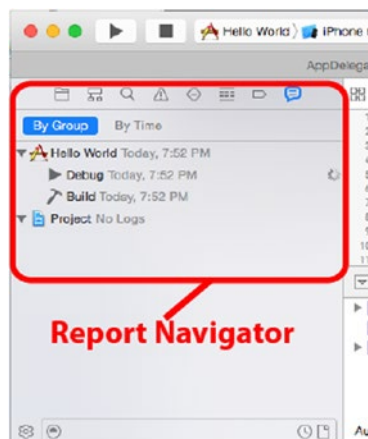 Hello World iPhone
AppDelega
By Group By Time
Hello World Today, 7:52 PM
Debug Today, 7:52 PM
Build Today, 7:52 PM
Project No Logs
Report Navigator
Au